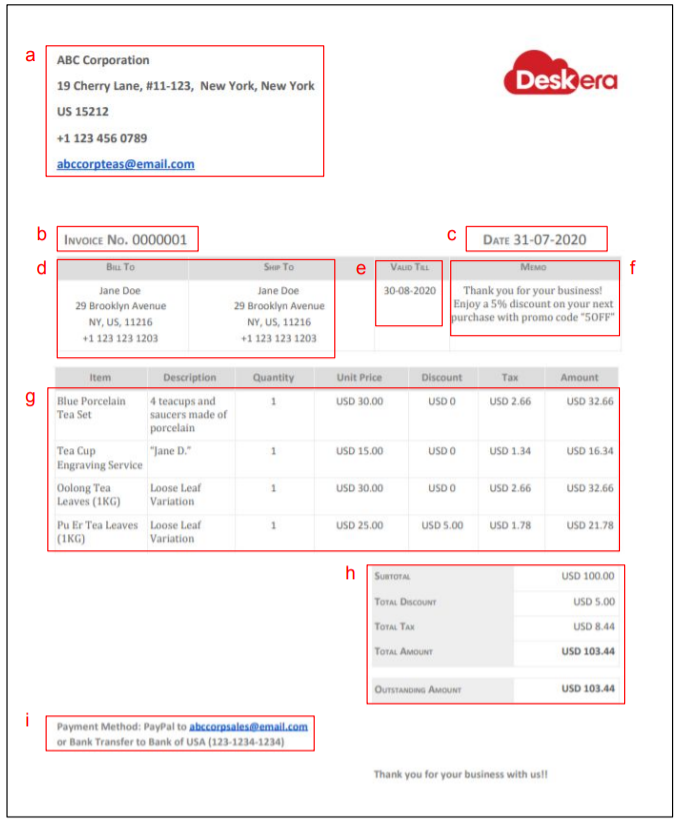 a
ABC Corporation
19 Cherry Lane, #11-123, New York, New York
US 15212
+1 123 456 0789
abccorpteas@email.com
Deskera
b
INVOICE NO. 0000001
c
DATE 31-07-2020
d
BILL TO
SHIP TO
e
VALID TILL
MEMO
f
Jane Doe
29 Brooklyn Avenue
NY, US, 11216
+1 123 123 1203
Jane Doe
29 Brooklyn Avenue
NY, US, 11216
+1 123 123 1203
30-08-2020
Thank you for your business!
Enjoy a 5% discount on your next
purchase with promo code "5OFF"
Item Description Quantity Unit Price Discount Tax Amount
g
Blue Porcelain
Tea Set
4 teacups and
saucers made of
porcelain
1 USD 30.00 USD 0 USD 2.66 USD 32.66
Tea Cup
Engraving Service
"Jane D."
1 USD 15.00 USD 0 USD 1.34 USD 16.34
Oolong Tea
Leaves (1KG)
Loose Leaf
Variation
1 USD 30.00 USD 0 USD 2.66 USD 32.66
Pu Er Tea Leaves
(1KG)
Loose Leaf
Variation
1 USD 25.00 USD 5.00 USD 1.78 USD 21.78
h
SUBTOTAL USD 100.00
TOTAL DISCOUNT USD 5.00
TOTAL TAX USD 8.44
TOTAL AMOUNT USD 103.44
OUTSTANDING AMOUNT USD 103.44
i
Payment Method: PayPal to abccorpsales@email.com
or Bank Transfer to Bank of USA (123-1234-1234)
Thank you for your business with us!!